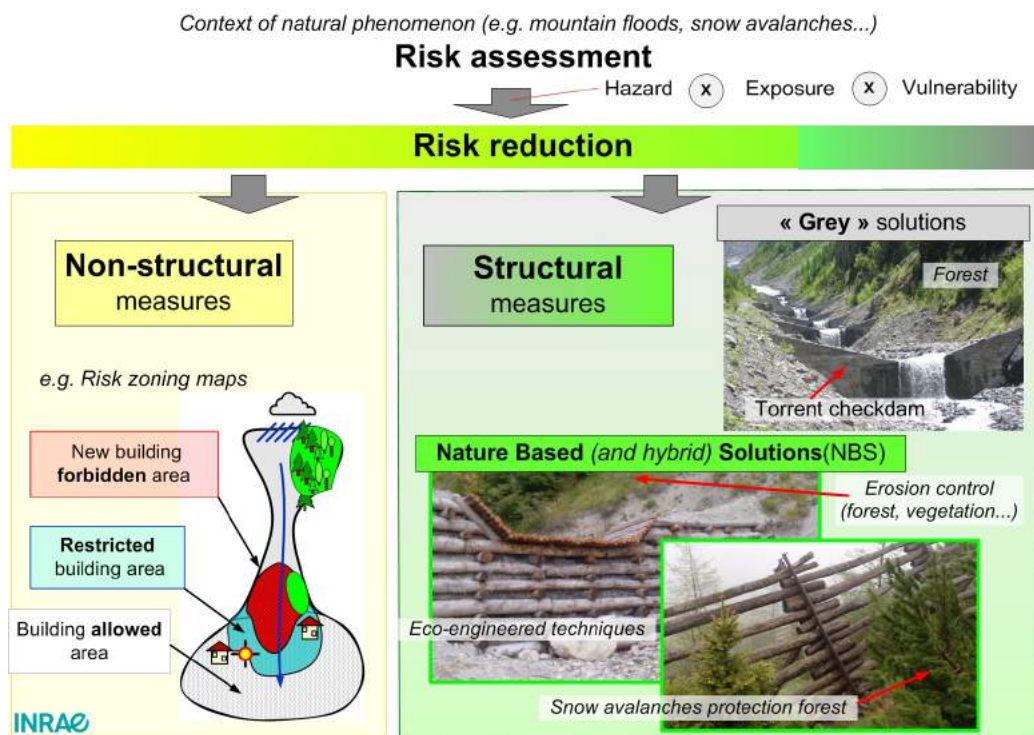 Context of natural phenomenon (e.g. mountain floods, snow avalanches...)
Risk assessment
Hazard x Exposure x Vulnerability
Risk reduction
Non-structural
measures
e.g. Risk zoning maps
New building
forbidden area
Restricted
building area
Building allowed
area
INRAE
Structural
measures
« Grey » solutions
Forest
Torrent checkdam
Nature Based (and hybrid) Solutions(NBS)
Erosion control
(forest, vegetation...)
Eco-engineered techniques
Snow avalanches protection forest